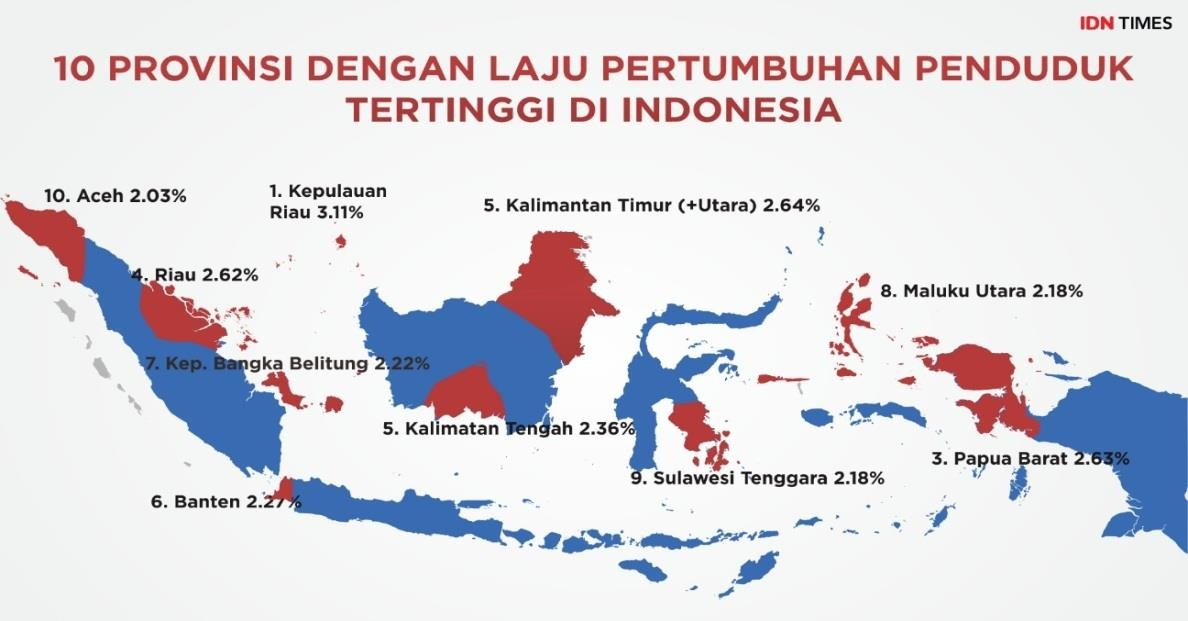 IDN TIMES
10 PROVINSI DENGAN LAJU PERTUMBUHAN PENDUDUK
TERTINGGI DI INDONESIA
10. Aceh 2.03%
1. Kepulauan
Riau 3.11%
5. Kalimantan Timur (+Utara) 2.64%
4. Riau 2.62%
8. Maluku Utara 2.18%
7. Kep. Bangka Belitung 2.22%
5. Kalimatan Tengah 2.36%
3. Papua Barat 2.63%
9. Sulawesi Tenggara 2.18%
6. Banten 2.27%